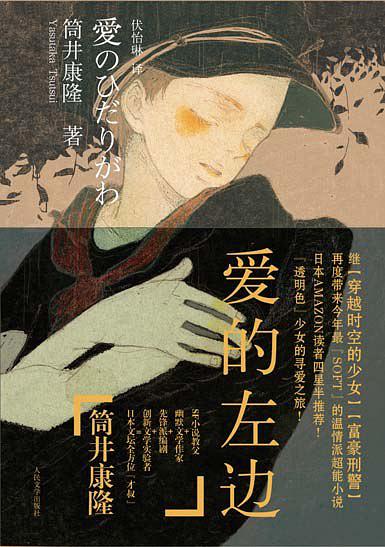 伏怡琳 译
愛のひだりがわ
筒井康隆 著
Yasutaka Tsutsui
继【穿越时空的少女】【富豪刑警】
再度带来今年最『SOFT』的温情派超能小说
日本AMAZON读者四星半推荐！
『透明色』少女的寻爱之旅！
爱的左边
SF小说教父
+
幽默文学作家
+
先锋派编剧
+
创新文学实验者
=
日本文坛全方位「才叔」
『筒井康隆』
人民文学出版社